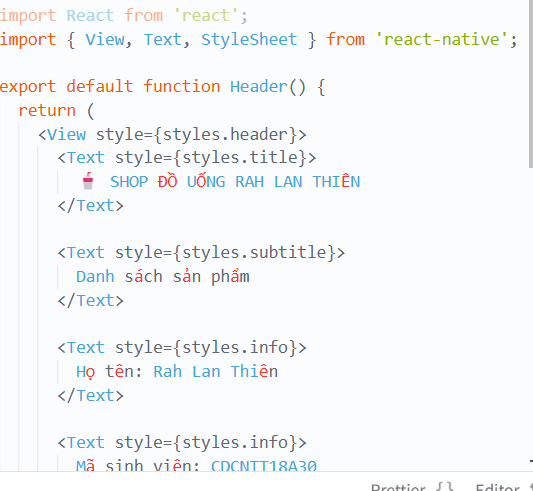 import React from 'react';
import { View, Text, StyleSheet } from 'react-native';
export default function Header() {
return (
<View style={styles.header}>
<Text style={styles.title}>
🥤 SHOP ĐỒ UỐNG RAH LAN THIÊN
</Text>
<Text style={styles.subtitle}>
Danh sách sản phẩm
</Text>
<Text style={styles.info}>
Họ tên: Rah Lan Thiên
</Text>
<Text style={styles.info}>
Mã sinh viên: CDCNTT18A30
Prettier {} Editor